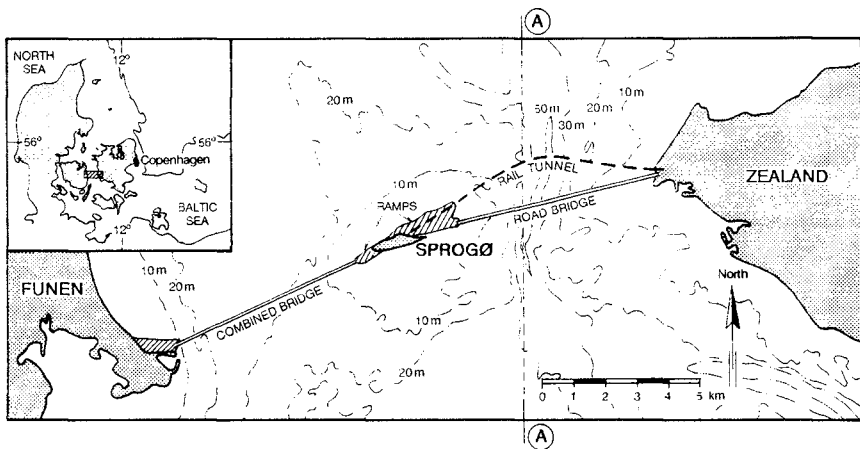 A
NORTH
SEA
12°
56°
56°
Copenhagen
BALTIC
SEA
12°
20m
10m
50m
20m
30m
10m
RAIL TUNNEL
ZEALAND
10m
RAMPS
ROAD BRIDGE
SPROGØ
10m
20m
FUNEN
COMBINED BRIDGE
North
10m
20m
0 1 2 3 4 5
km
A